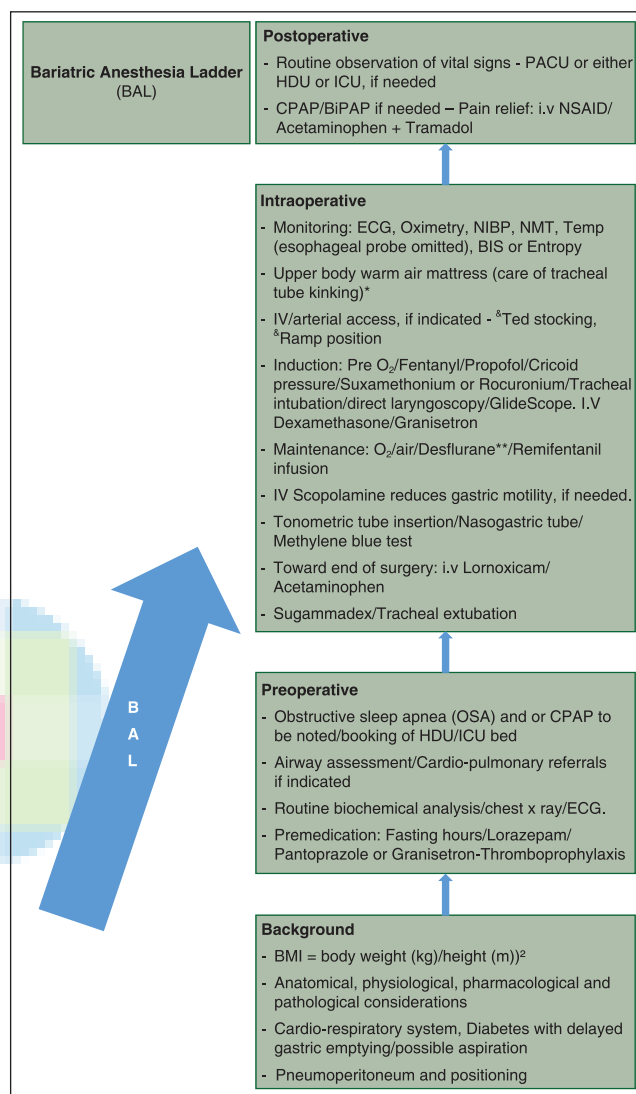 Bariatric Anesthesia Ladder
(BAL)
Postoperative
- Routine observation of vital signs - PACU or either
HDU or ICU, if needed
- CPAP/BiPAP if needed – Pain relief: i.v NSAID/
Acetaminophen + Tramadol
Intraoperative
- Monitoring: ECG, Oximetry, NIBP, NMT, Temp
(esophageal probe omitted), BIS or Entropy
- Upper body warm air mattress (care of tracheal
tube kinking)*
- IV/arterial access, if indicated - &Ted stocking,
&Ramp position
- Induction: Pre O₂/Fentanyl/Propofol/Cricoid
pressure/Suxamethonium or Rocuronium/Tracheal
intubation/direct laryngoscopy/GlideScope. I.V
Dexamethasone/Granisetron
- Maintenance: O₂/air/Desflurane**/Remifentanil
infusion
- IV Scopolamine reduces gastric motility, if needed.
- Tonometric tube insertion/Nasogastric tube/
Methylene blue test
- Toward end of surgery: i.v Lornoxicam/
Acetaminophen
- Sugammadex/Tracheal extubation
B
A
L
Preoperative
- Obstructive sleep apnea (OSA) and or CPAP to
be noted/booking of HDU/ICU bed
- Airway assessment/Cardio-pulmonary referrals
if indicated
- Routine biochemical analysis/chest x ray/ECG.
- Premedication: Fasting hours/Lorazepam/
Pantoprazole or Granisetron-Thromboprophylaxis
Background
- BMI = body weight (kg)/height (m))²
- Anatomical, physiological, pharmacological and
pathological considerations
- Cardio-respiratory system, Diabetes with delayed
gastric emptying/possible aspiration
- Pneumoperitoneum and positioning